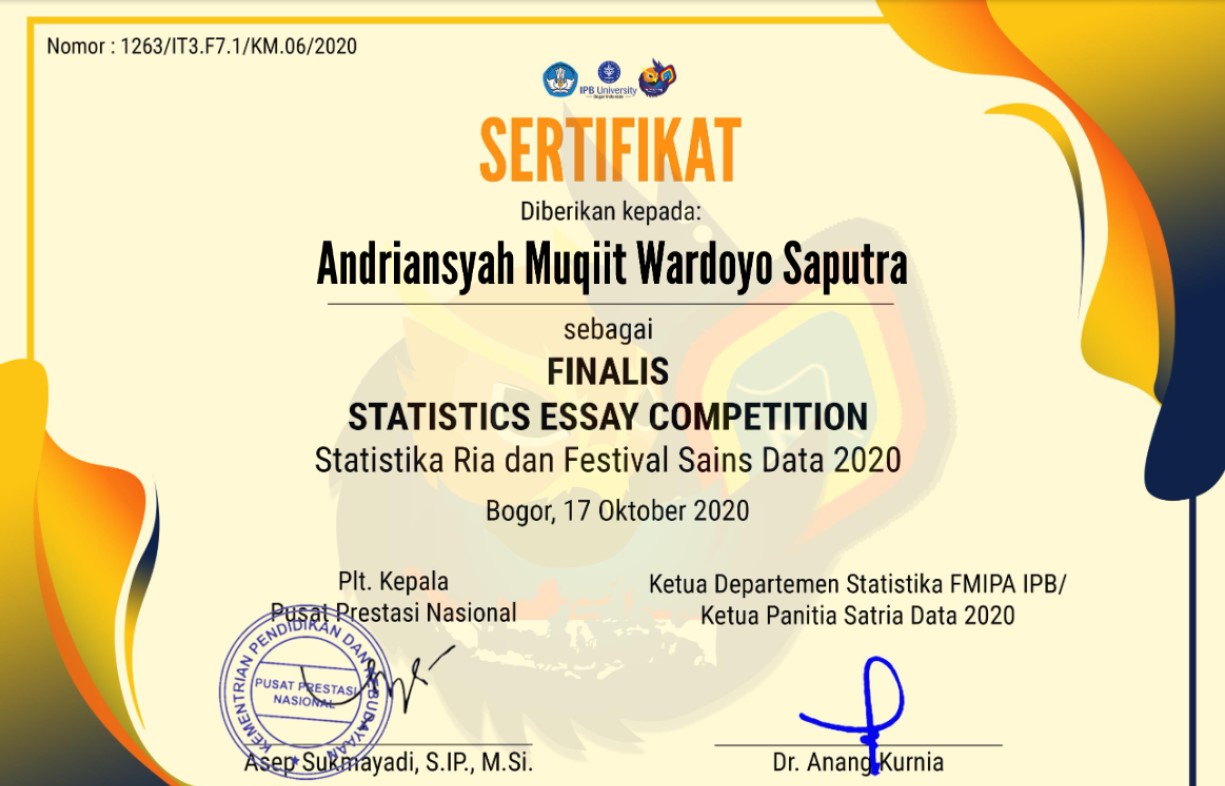 Nomor : 1263/IT3.F7.1/KM.06/2020
IPB University
SERTIFIKAT
Diberikan kepada:
Andriansyah Muqiit Wardoyo Saputra
sebagai
FINALIS
STATISTICS ESSAY COMPETITION
Statistika Ria dan Festival Sains Data 2020
Bogor, 17 Oktober 2020
Plt. Kepala
Pusat Prestasi Nasional
Ketua Departemen Statistika FMIPA IPB/
Ketua Panitia Satria Data 2020
KEMENTRIAN PENDIDIKAN DAN KEBUDAYAAN
PUSAT PRESTASI
NASIONAL
Asep Sukmayadi, S.IP., M.Si.
Dr. Anang Kurnia